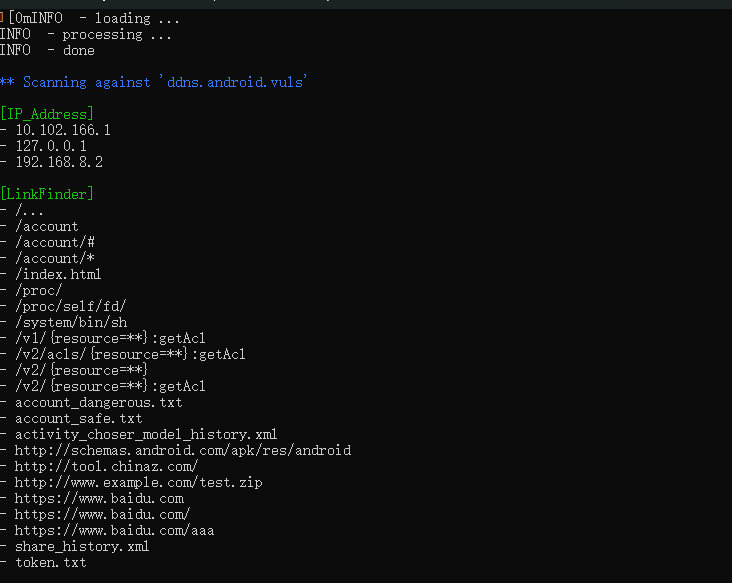 [0mINFO  - loading ...
INFO  - processing ...
INFO  - done
** Scanning against 'ddns.android.vuls'
[IP_Address]
- 10.102.166.1
- 127.0.0.1
- 192.168.8.2
[LinkFinder]
- /...
- /account
- /account/#
- /account/*
- /index.html
- /proc/
- /proc/self/fd/
- /system/bin/sh
- /v1/{resource=**}:getAcl
- /v2/acls/{resource=**}:getAcl
- /v2/{resource=**}
- /v2/{resource=**}:getAcl
- account_dangerous.txt
- account_safe.txt
- activity_choser_model_history.xml
- http://schemas.android.com/apk/res/android
- http://tool.chinaz.com/
- http://www.example.com/test.zip
- https://www.baidu.com
- https://www.baidu.com/
- https://www.baidu.com/aaa
- share_history.xml
- token.txt